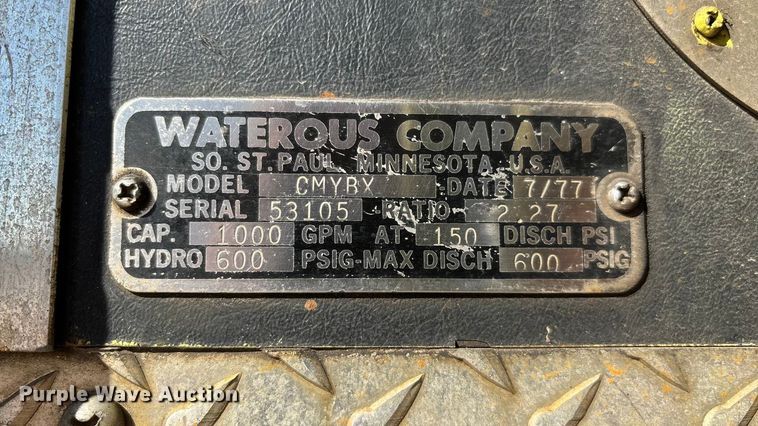 WATEROUS COMPANY
SO. ST. PAUL, MINNESOTA, U.S.A.
MODEL CMYBX DATE 7/77
SERIAL 53105 RATIO 2.27
CAP. 1000 GPM AT 150 DISCH PSI
HYDRO 600 PSIG-MAX DISCH 600 PSIG
Purple Wave Auction